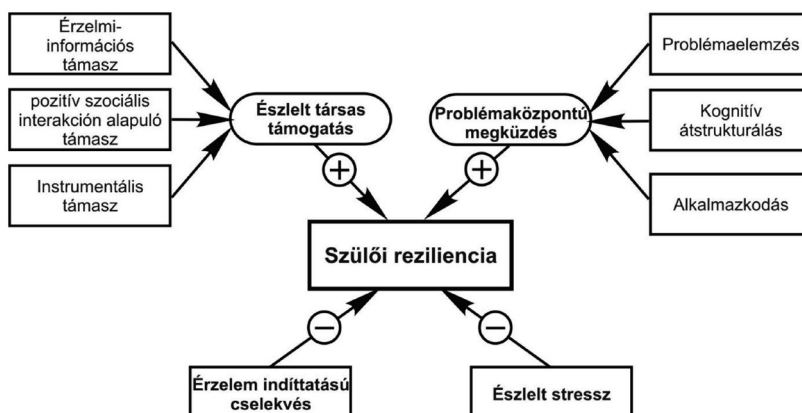 Érzelmi-
információs
támasz
pozitív szociális
interakción alapuló
támasz
Instrumentális
támasz
Észlelt társas
támogatás
Problémaközpontú
megküzdés
Problémaelemzés
Kognitív
átstrukturálás
Alkalmazkodás
+
+
Szülői reziliencia
−
−
Érzelem indíttatású
cselekvés
Észlelt stressz